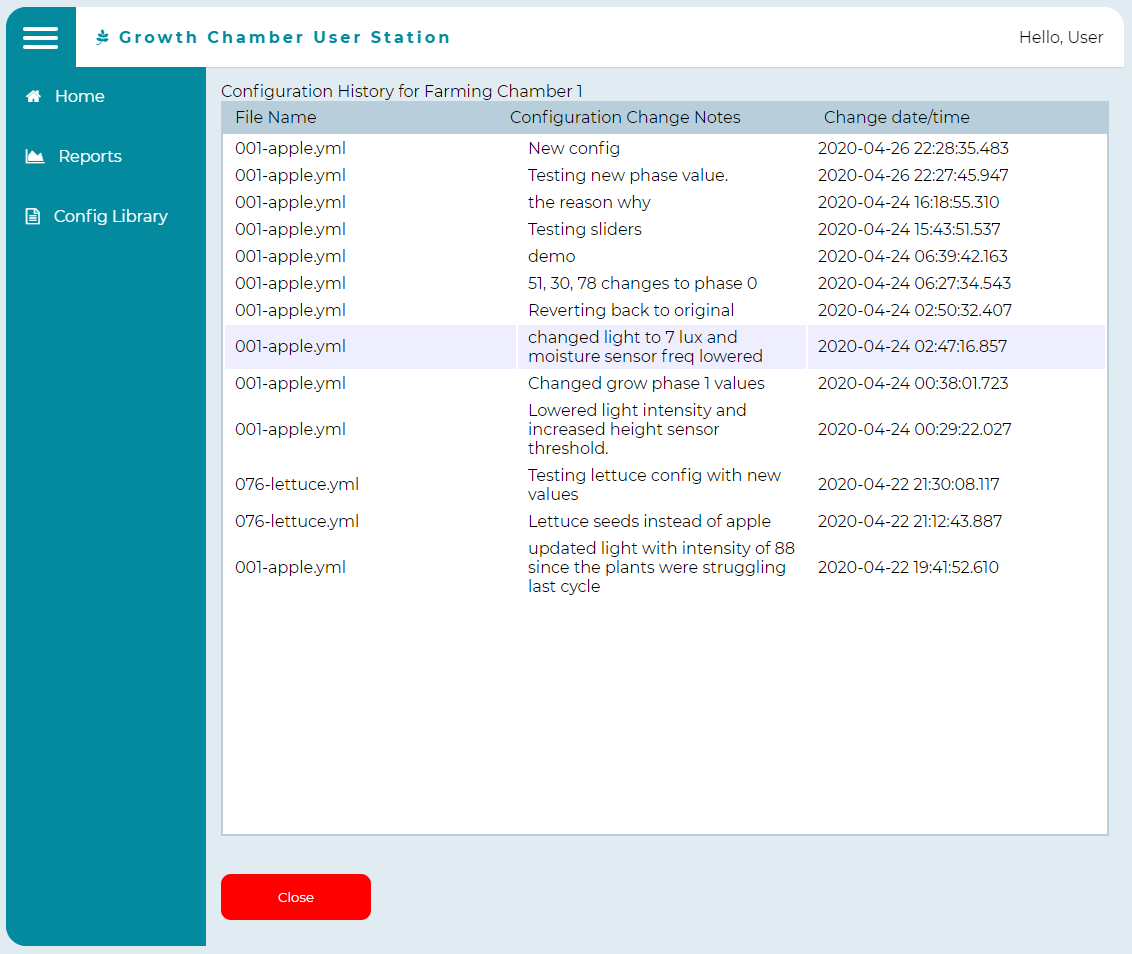 Growth Chamber User Station
Hello, User
Home
Reports
Config Library
Configuration History for Farming Chamber 1
File Name Configuration Change Notes Change date/time
001-apple.yml New config 2020-04-26 22:28:35.483
001-apple.yml Testing new phase value. 2020-04-26 22:27:45.947
001-apple.yml the reason why 2020-04-24 16:18:55.310
001-apple.yml Testing sliders 2020-04-24 15:43:51.537
001-apple.yml demo 2020-04-24 06:39:42.163
001-apple.yml 51, 30, 78 changes to phase 0 2020-04-24 06:27:34.543
001-apple.yml Reverting back to original 2020-04-24 02:50:32.407
changed light to 7 lux and
001-apple.yml moisture sensor freq lowered 2020-04-24 02:47:16.857
001-apple.yml Changed grow phase 1 values 2020-04-24 00:38:01.723
Lowered light intensity and
001-apple.yml increased height sensor 2020-04-24 00:29:22.027
threshold.
Testing lettuce config with new
076-lettuce.yml values 2020-04-22 21:30:08.117
076-lettuce.yml Lettuce seeds instead of apple 2020-04-22 21:12:43.887
updated light with intensity of 88
001-apple.yml since the plants were struggling 2020-04-22 19:41:52.610
last cycle
Close